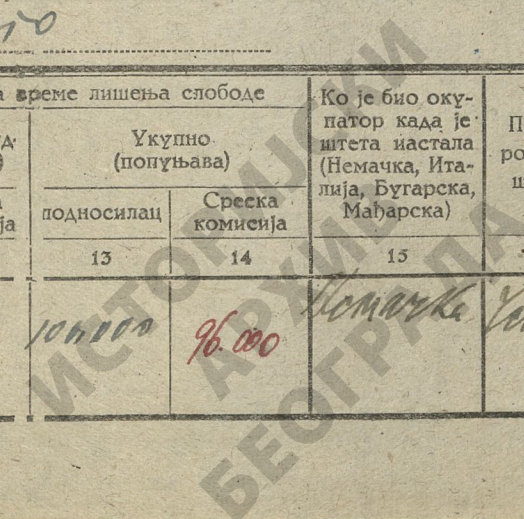 а време лишења слободе
Укупно
(попуњава)
подносилац
Среска
комисија
ја
Ко је био оку-
патор када је
штета настала
(Немачка, Ита-
лија, Бугарска,
Мађарска)
13
14
15
100000
96.000
Немачка
ИСТОРИЈСКИ
АРХИВ
БЕОГРАДА